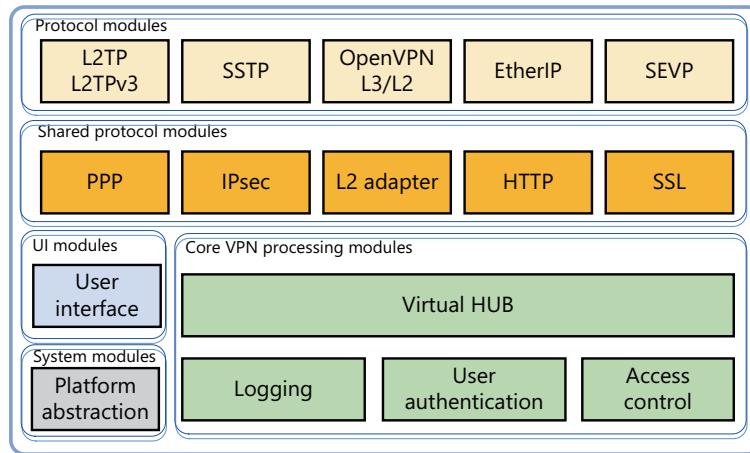 Protocol modules
L2TP
L2TPv3
SSTP
OpenVPN
L3/L2
EtherIP
SEVP
Shared protocol modules
PPP
IPsec
L2 adapter
HTTP
SSL
UI modules
User
interface
System modules
Platform
abstraction
Core VPN processing modules
Virtual HUB
Logging
User
authentication
Access
control